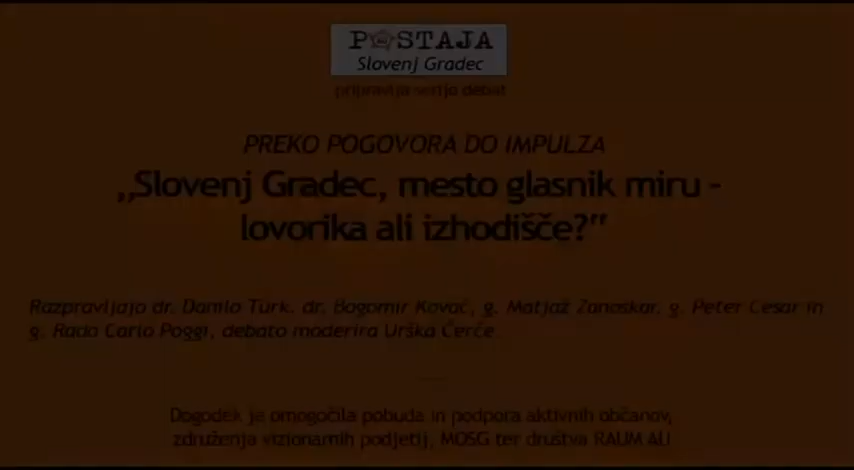 POSTAJA
Slovenj Gradec
pripravlja serijo debat
PREKO POGOVORA DO IMPULZA
„Slovenj Gradec, mesto glasnik miru -
lovorika ali izhodišče?"
Razpravljajo dr. Danilo Türk, dr. Bogomir Kovač, g. Matjaž Zanoškar, g. Peter Cesar in
g. Rado Carlo Poggi, debato moderira Urška Čerče
Dogodek je omogočila pobuda in podpora aktivnih občanov,
združenja vizionarnih podjetij, MOSG ter društva RAUM AU